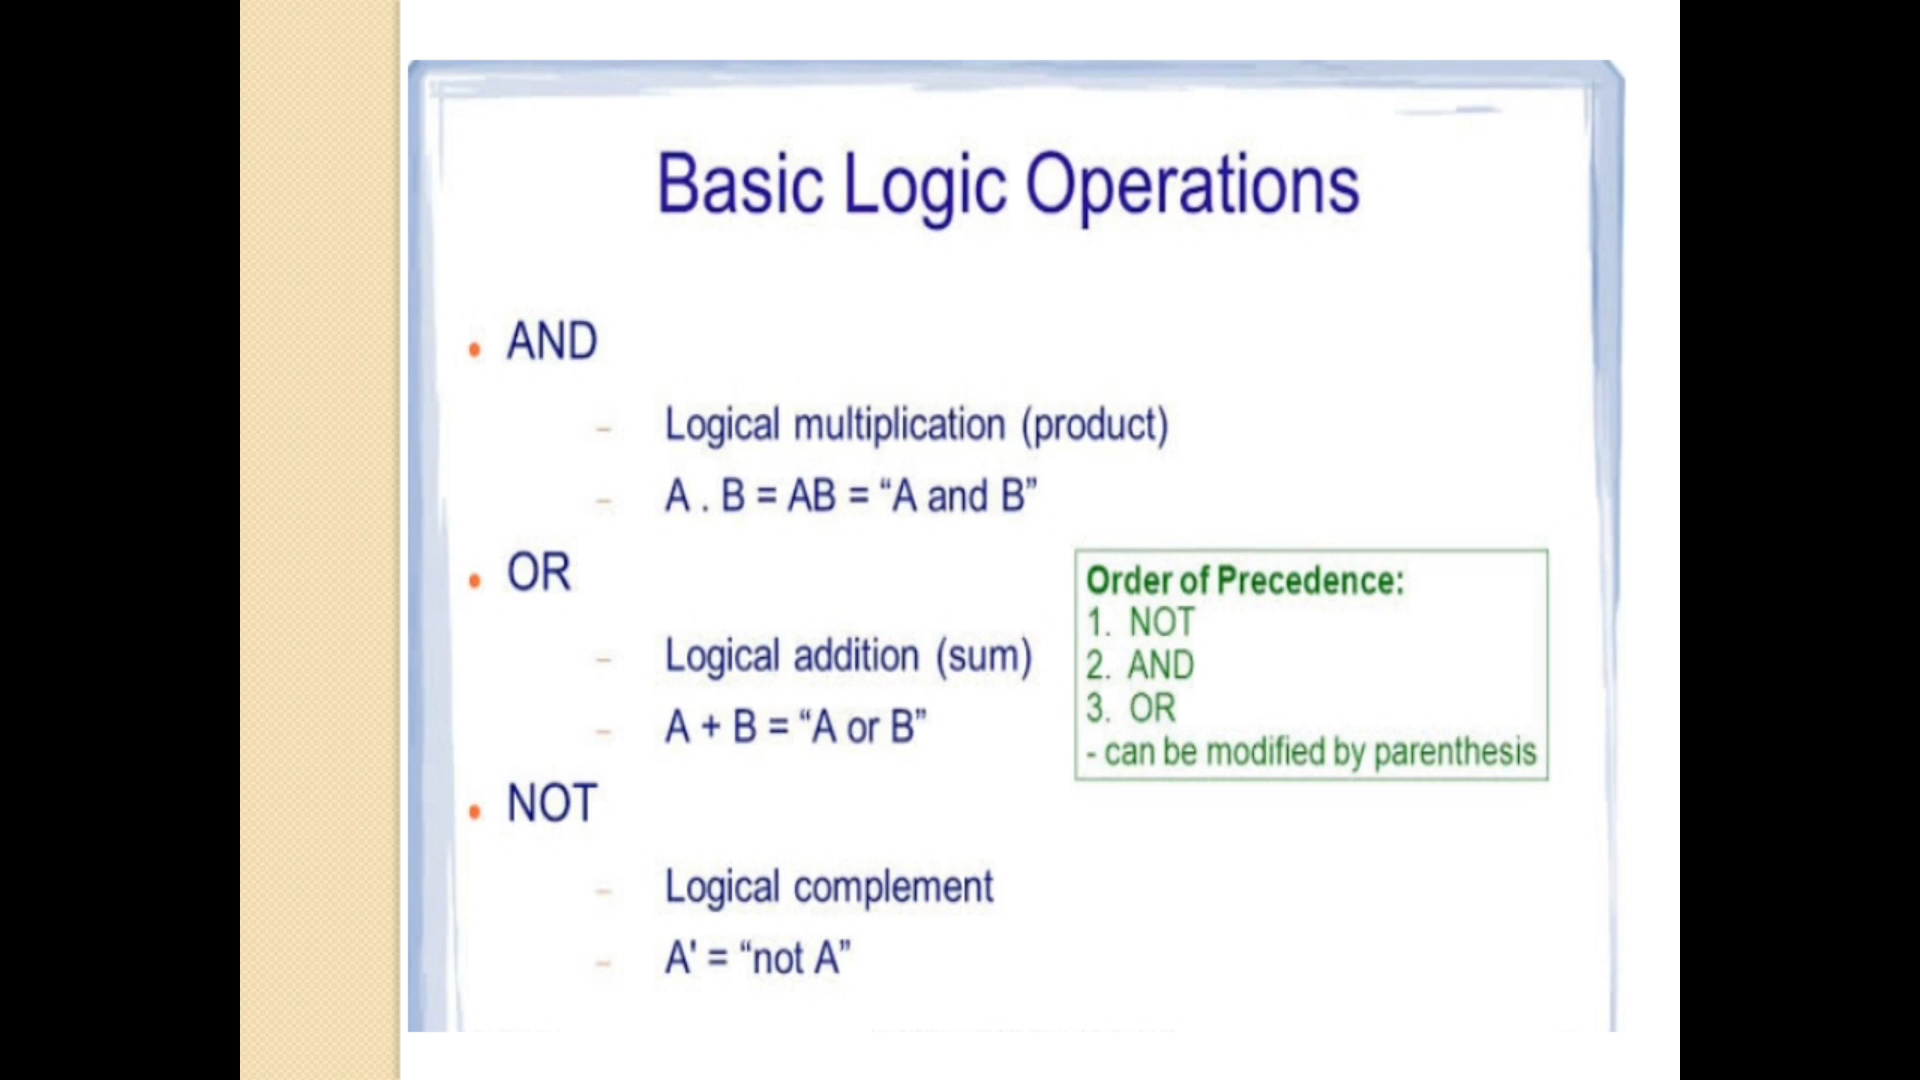 Basic Logic Operations
• AND
– Logical multiplication (product)
– A . B = AB = “A and B”
• OR
– Logical addition (sum)
– A + B = “A or B”
• NOT
– Logical complement
– A' = “not A”
Order of Precedence:
1. NOT
2. AND
3. OR
- can be modified by parenthesis